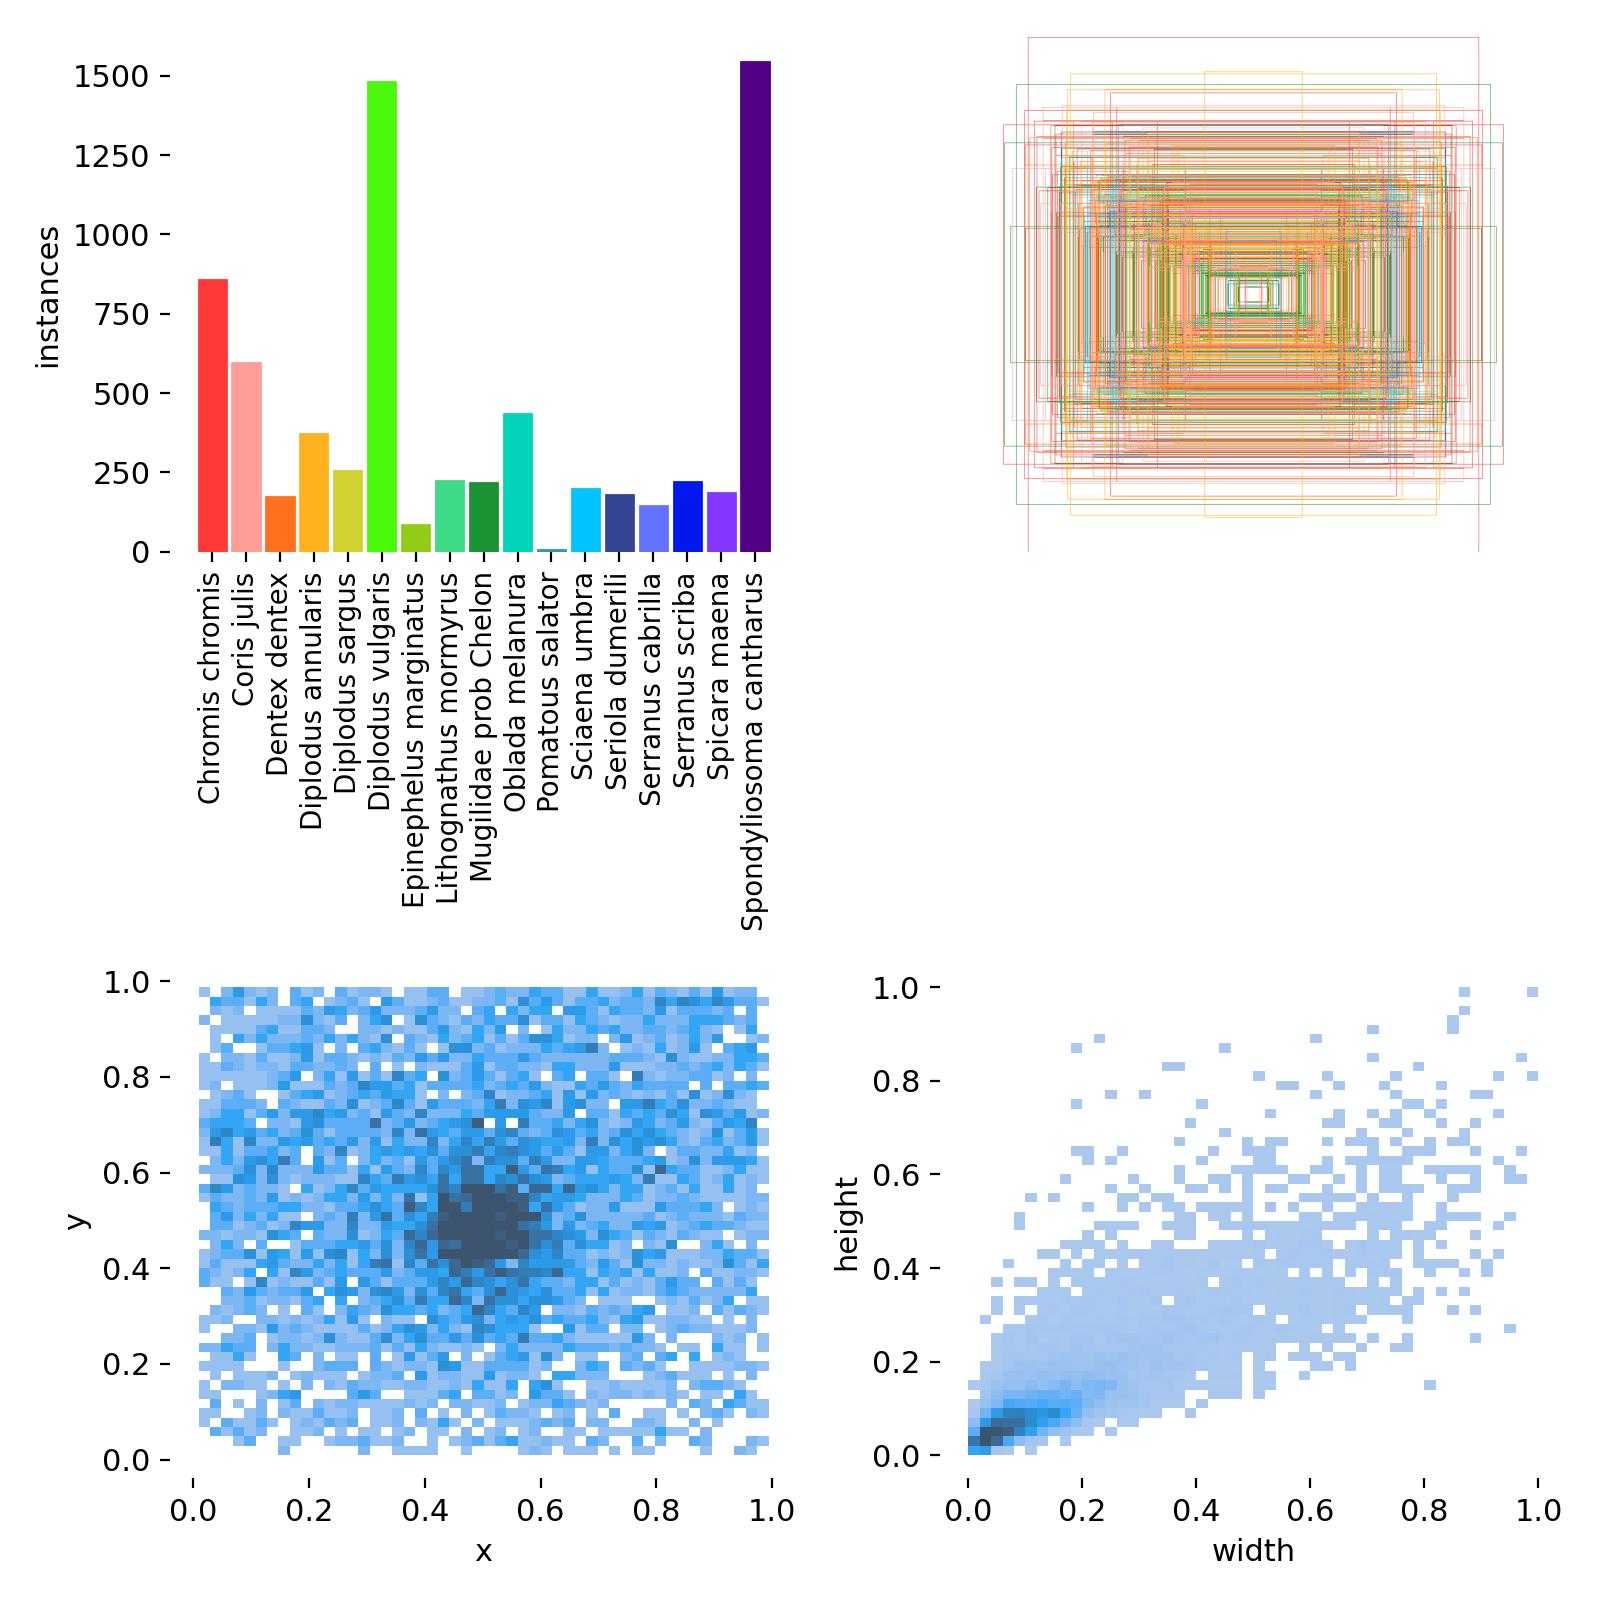 instances
1500
1250
1000
750
500
250
0
Chromis chromis
Coris julis
Dentex dentex
Diplodus annularis
Diplodus sargus
Diplodus vulgaris
Epinephelus marginatus
Lithognathus mormyrus
Mugilidae prob Chelon
Oblada melanura
Pomatous salator
Sciaena umbra
Seriola dumerili
Serranus cabrilla
Serranus scriba
Spicara maena
Spondyliosoma cantharus
y
1.0
0.8
0.6
0.4
0.2
0.0
0.0 0.2 0.4 0.6 0.8 1.0
x
height
1.0
0.8
0.6
0.4
0.2
0.0
0.0 0.2 0.4 0.6 0.8 1.0
width